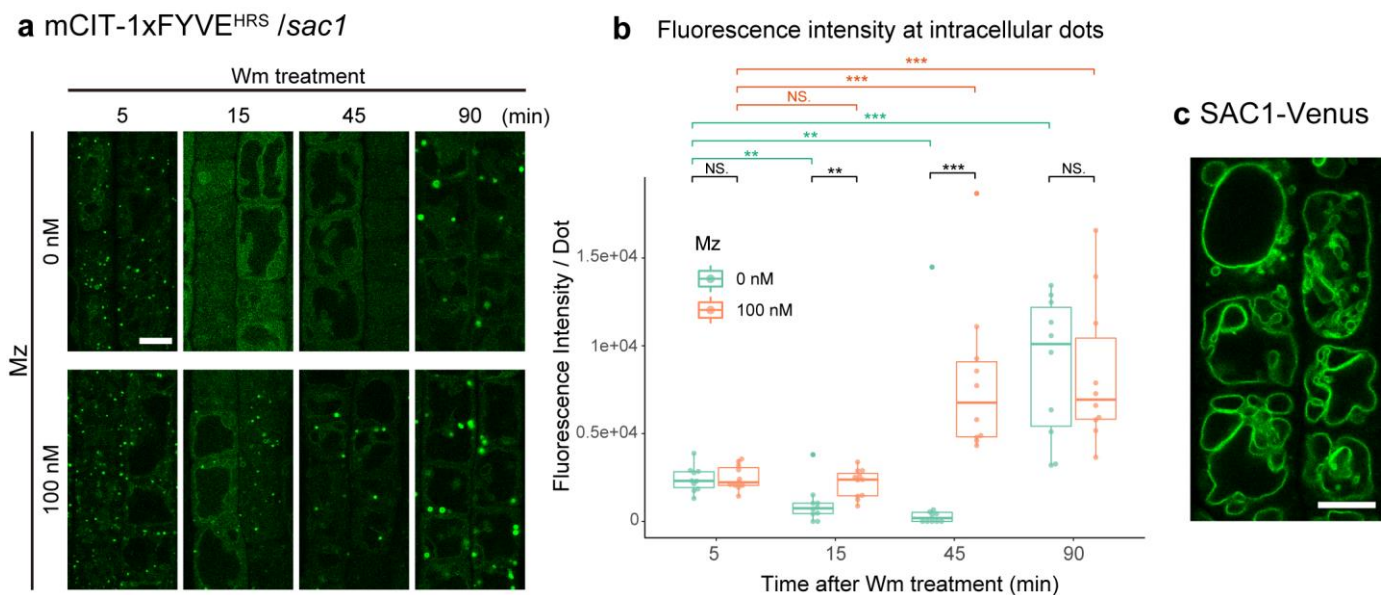 a mCIT-1xFYVE^HRS /sac1
Wm treatment
5 15 45 90 (min)
Mz
0 nM
100 nM
b Fluorescence intensity at intracellular dots
***
***
NS.
***
**
**
NS. ** *** NS.
Fluorescence Intensity / Dot
1.5e+04
1e+04
0.5e+04
0
Mz
0 nM
100 nM
5 15 45 90
Time after Wm treatment (min)
c SAC1-Venus